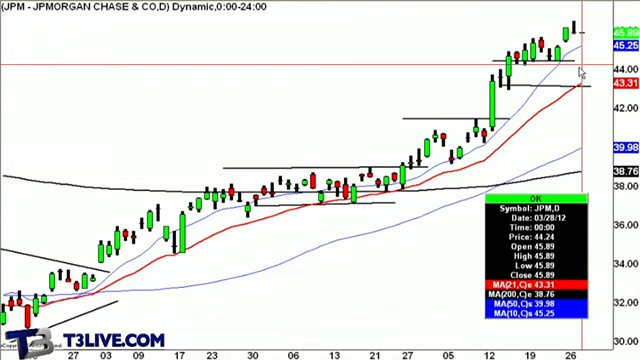 (JPM - JPMORGAN CHASE & CO,D) Dynamic,0:00-24:00
45.89
45.25
44.00
43.31
42.00
39.98
38.76
38.00
36.00
34.00
32.00
30.00
OK
Symbol: JPM,D
Date: 03/28/12
Time: 00:00
Price: 44.24
Open 45.89
High 45.89
Low 45.89
Close 45.89
MA(21,C)e 43.31
MA(200,C)e 38.76
MA(50,C)s 39.98
MA(10,C)s 45.25
T3 T3LIVE.COM
27 03 09 17 24 30 06 13 21 27 05 12 19 26